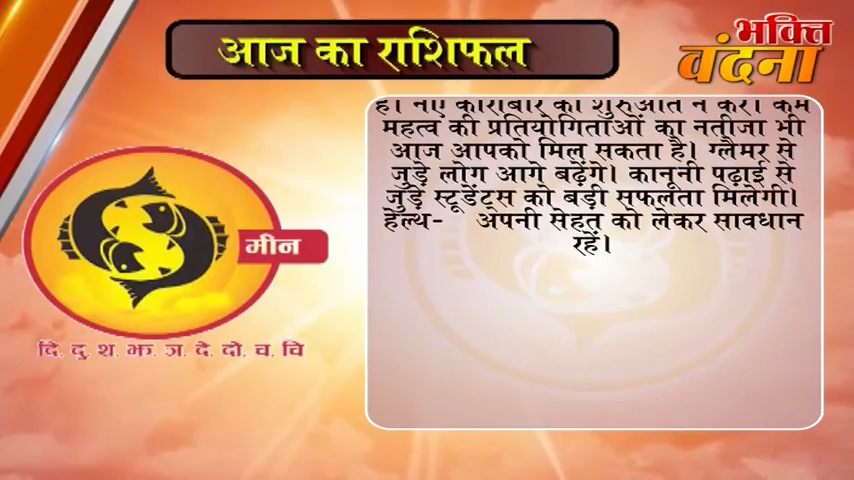 आज का राशिफल
भक्ति
वंदना
है। नए कारोबार की शुरुआत न करें। कम
महत्व की प्रतियोगिताओं का नतीजा भी
आज आपको मिल सकता है। ग्लैमर से
जुड़े लोग आगे बढ़ेंगे। कानूनी पढ़ाई से
जुड़े स्टूडेंट्स को बड़ी सफलता मिलेगी।
हेल्थ- अपनी सेहत को लेकर सावधान
रहें।
मीन
दि. दु. श. झ. ञ. दे. दो. च. चि